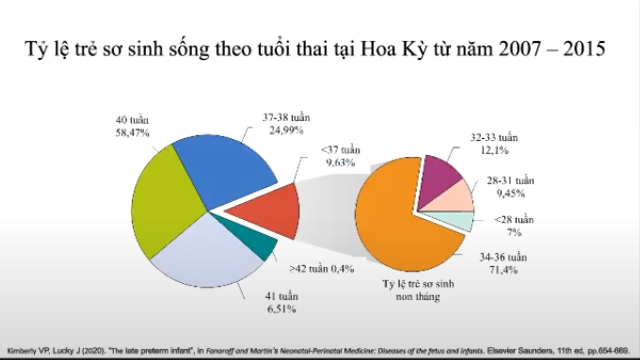 Tỷ lệ trẻ sơ sinh sống theo tuổi thai tại Hoa Kỳ từ năm 2007 – 2015
40 tuần
58,47%
37-38 tuần
24,99%
<37 tuần
9,63%
≥42 tuần 0,4%
41 tuần
6,51%
32-33 tuần
12,1%
28-31 tuần
9,45%
<28 tuần
7%
34-36 tuần
71,4%
Tỷ lệ trẻ sơ sinh
non tháng
Kimberly VP, Lucky J (2020). "The late preterm infant", in Fanaroff and Martin's Neonatal-Perinatal Medicine: Diseases of the fetus and infants. Elsevier Saunders, 11th ed, pp.654-669.